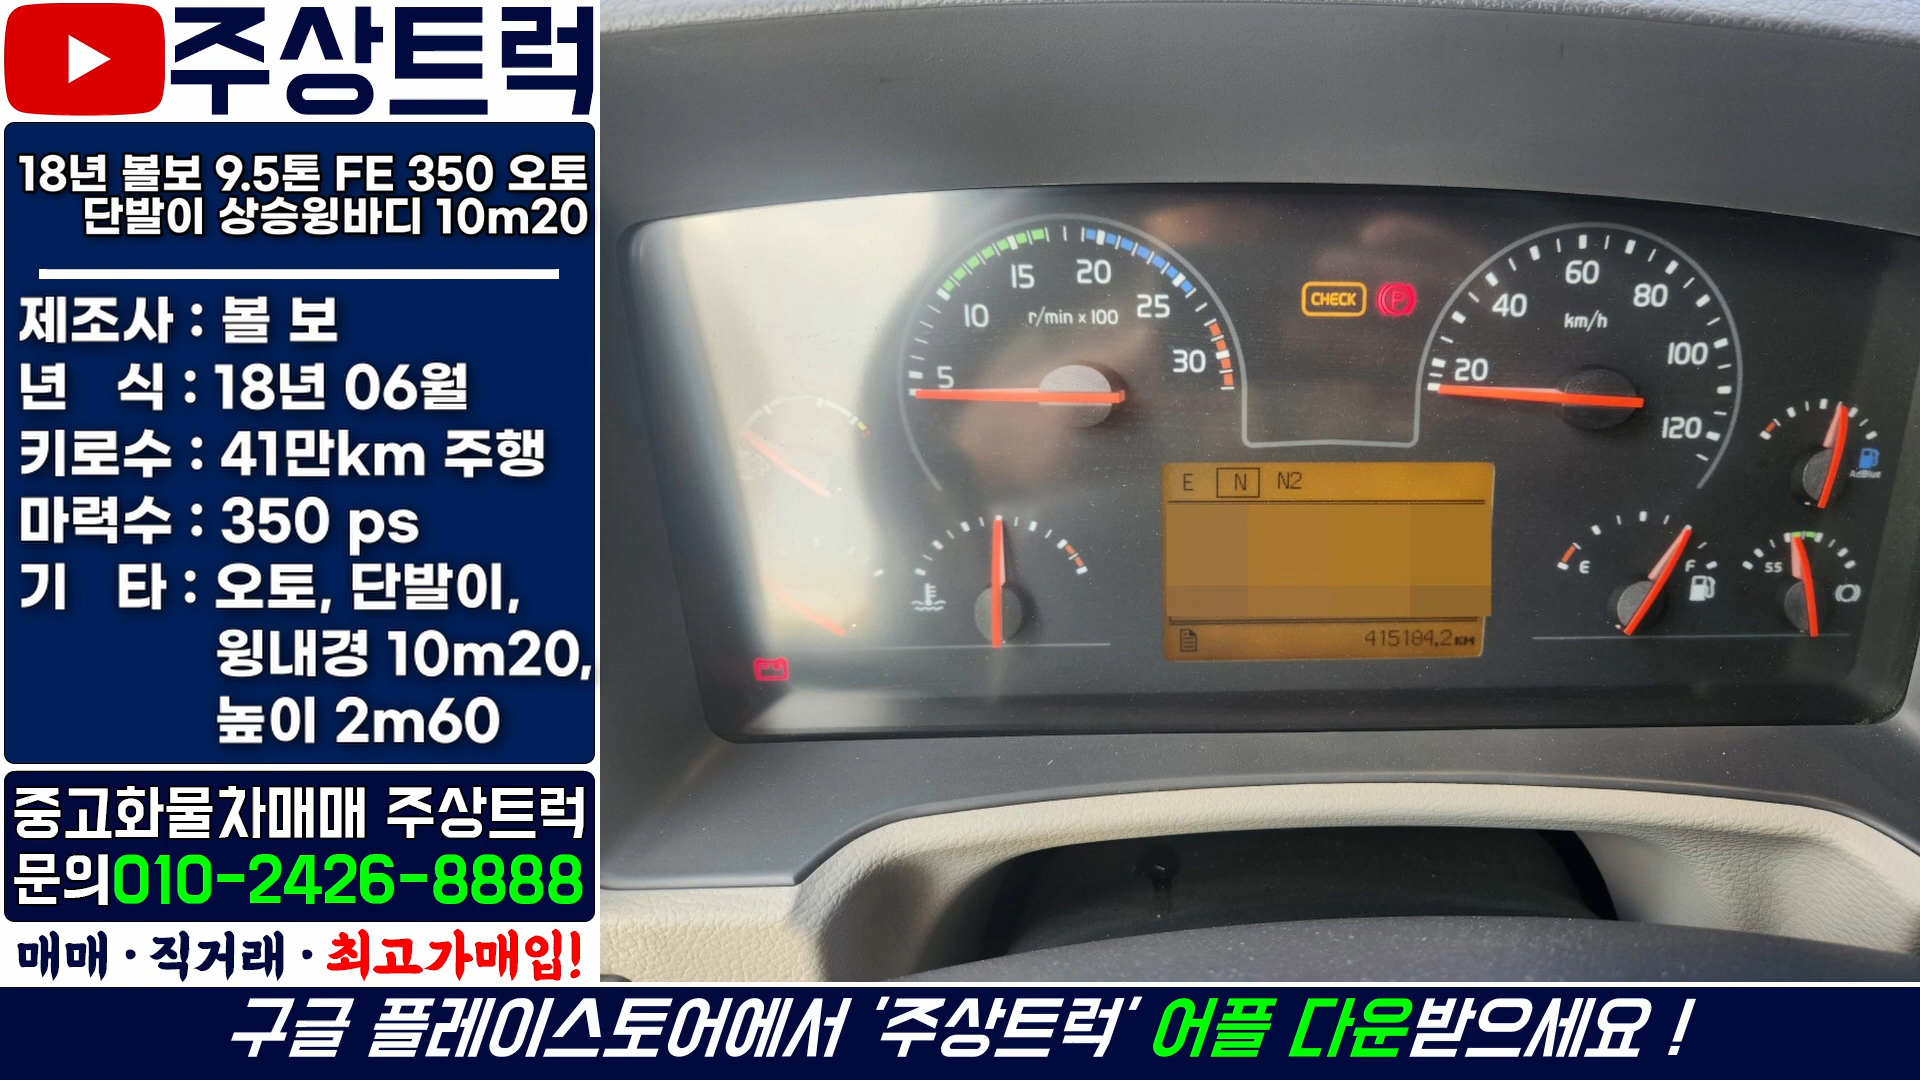 주상트럭
18년 볼보 9.5톤 FE 350 오토
단발이 상승윙바디 10m20
제조사 : 볼 보
년 식 : 18년 06월
키로수 : 41만km 주행
마력수 : 350 ps
기 타 : 오토, 단발이,
윙내경 10m20,
높이 2m60
중고화물차매매 주상트럭
문의010-2426-8888
매매 · 직거래 · 최고가매입!
구글 플레이스토어에서 '주상트럭' 어플 다운받으세요 !
5 10 15 20 25 30
r/min x 100
CHECK
P
20 40 60 80 100 120
km/h
E N N2
415184,2KM
AdBlue
E F
SS